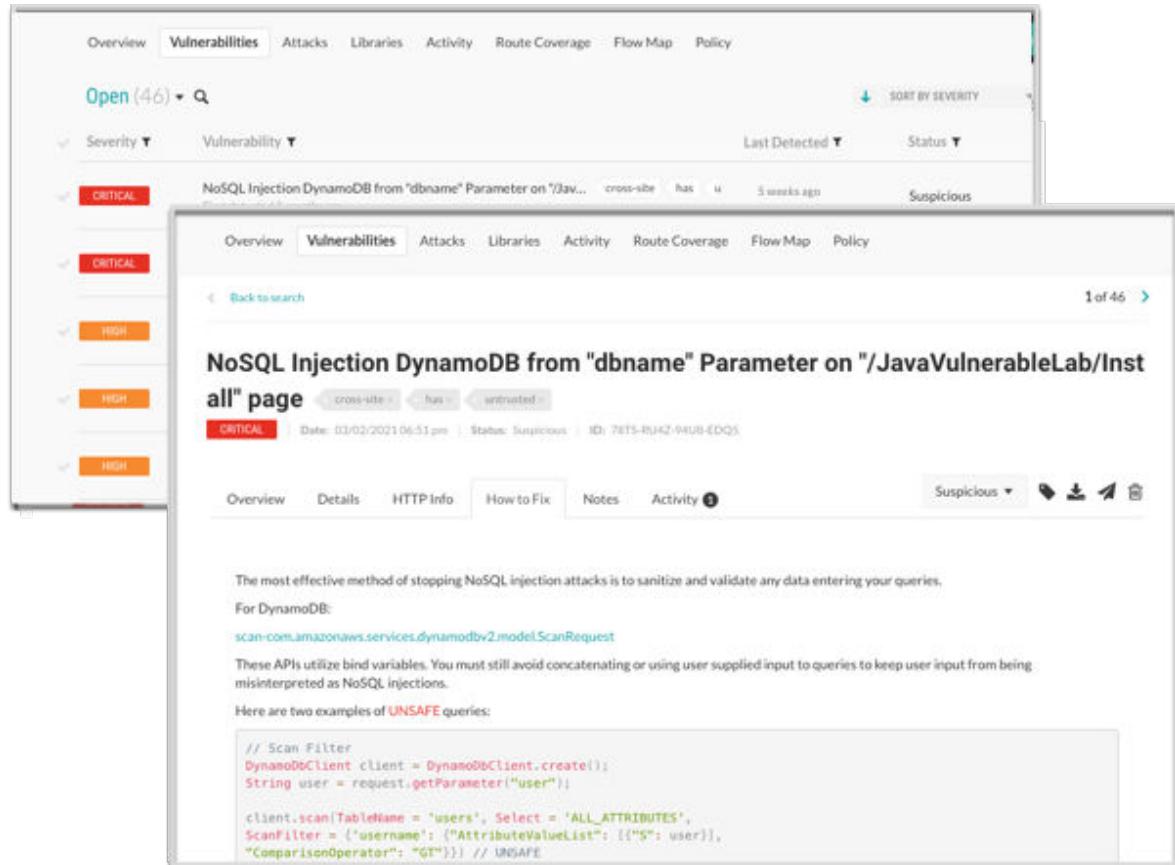 Overview Vulnerabilities Attacks Libraries Activity Route Coverage Flow Map Policy
Open (46)
SORT BY SEVERITY
Severity Vulnerability Last Detected Status
CRITICAL NoSQL Injection DynamoDB from "dbname" Parameter on "/Jav... cross-site has u 5 weeks ago Suspicious
CRITICAL
HIGH
HIGH
HIGH
Overview Vulnerabilities Attacks Libraries Activity Route Coverage Flow Map Policy
Back to search 1 of 46
NoSQL Injection DynamoDB from "dbname" Parameter on "/JavaVulnerableLab/Inst
all" page cross-site has untrusted
CRITICAL Date: 03/02/2021 06:51 pm Status: Suspicious ID:
Overview Details HTTP Info How to Fix Notes Activity Suspicious
The most effective method of stopping NoSQL injection attacks is to sanitize and validate any data entering your queries.
For DynamoDB:
scan-com.amazonaws.services.dynamodbv2.model.ScanRequest
These APIs utilize bind variables. You must still avoid concatenating or using user supplied input to queries to keep user input from being
misinterpreted as NoSQL injections.
Here are two examples of UNSAFE queries:
// Scan Filter
DynamoDbClient client = DynamoDbClient.create();
String user = request.getParameter("user");
client.scan(TableName = 'users', Select = 'ALL_ATTRIBUTES',
ScanFilter = {'username': {"AttributeValueList": [{"S": user}],
"ComparisonOperator": "GT"}}) // UNSAFE